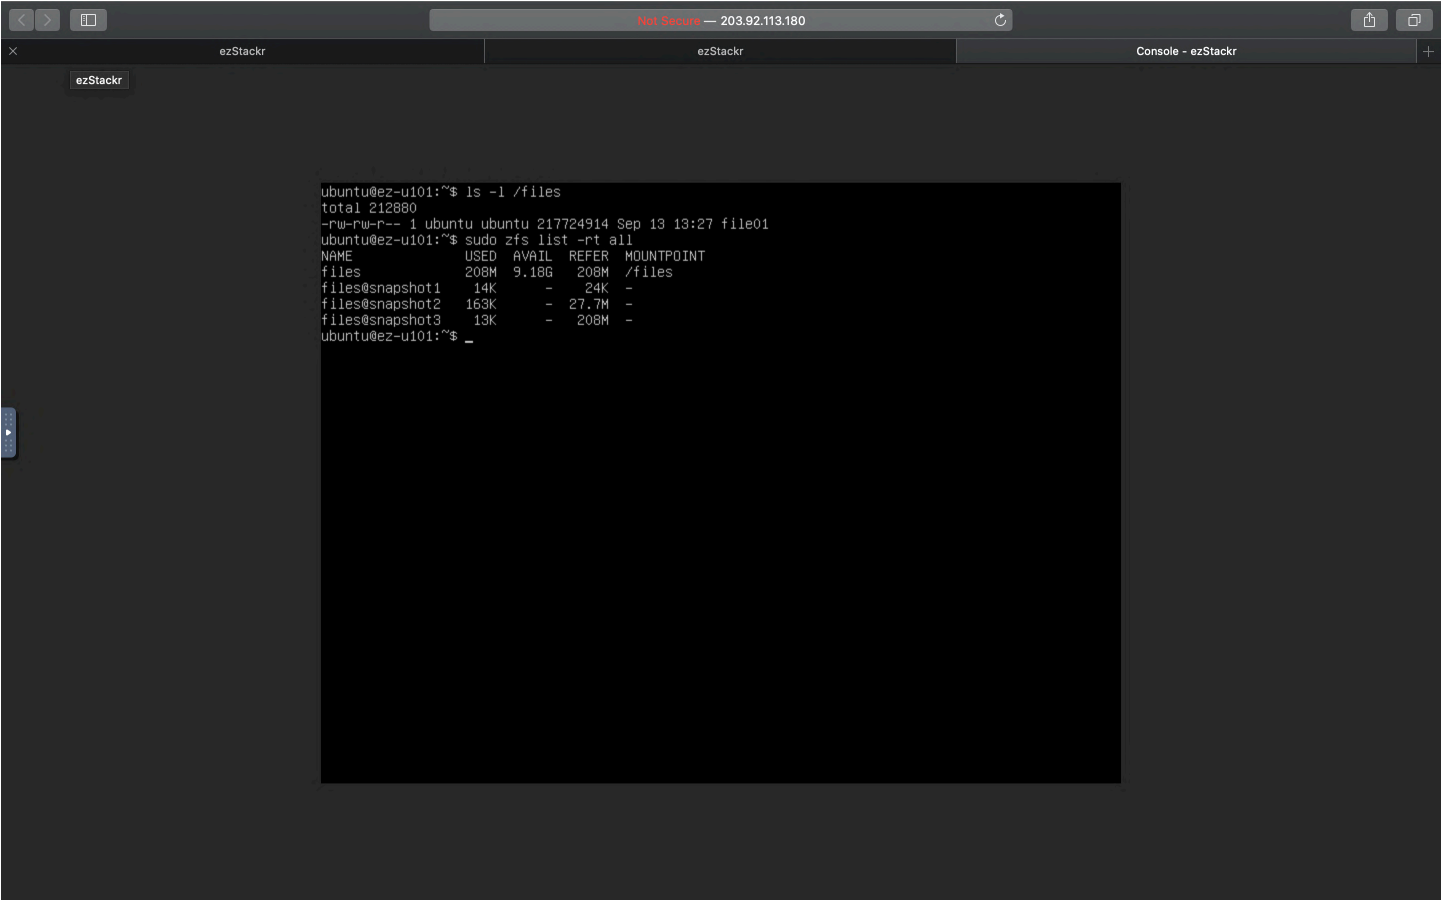 Not Secure — 203.92.113.180
ezStackr
ezStackr
Console - ezStackr
ezStackr
ubuntu@ez-u101:~$ ls -l /files
total 212880
-rw-rw-r-- 1 ubuntu ubuntu 217724914 Sep 13 13:27 file01
ubuntu@ez-u101:~$ sudo zfs list -rt all
NAME USED AVAIL REFER MOUNTPOINT
files 208M 9.18G 208M /files
files@snapshot1 14K - 24K -
files@snapshot2 163K - 27.7M -
files@snapshot3 13K - 208M -
ubuntu@ez-u101:~$ _